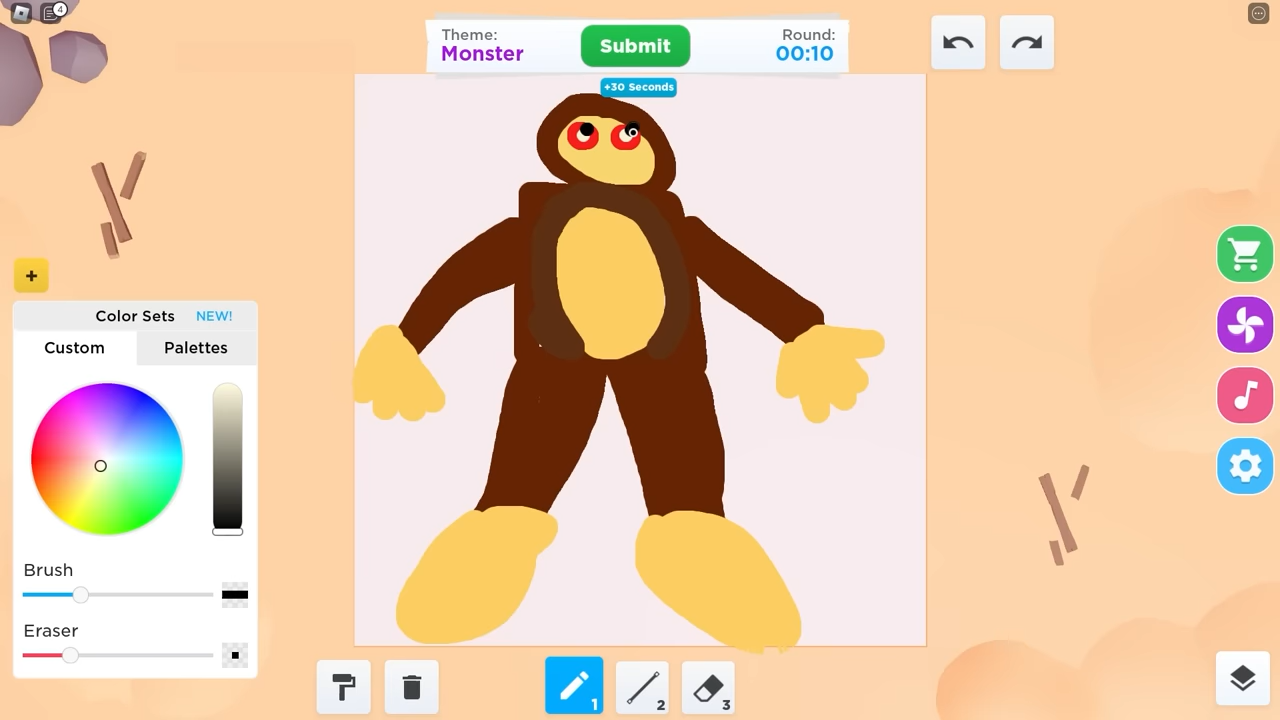 4
Theme:
Monster
Submit
Round:
00:10
+30 Seconds
+
Color Sets NEW!
Custom Palettes
Brush
Eraser
1
2
3